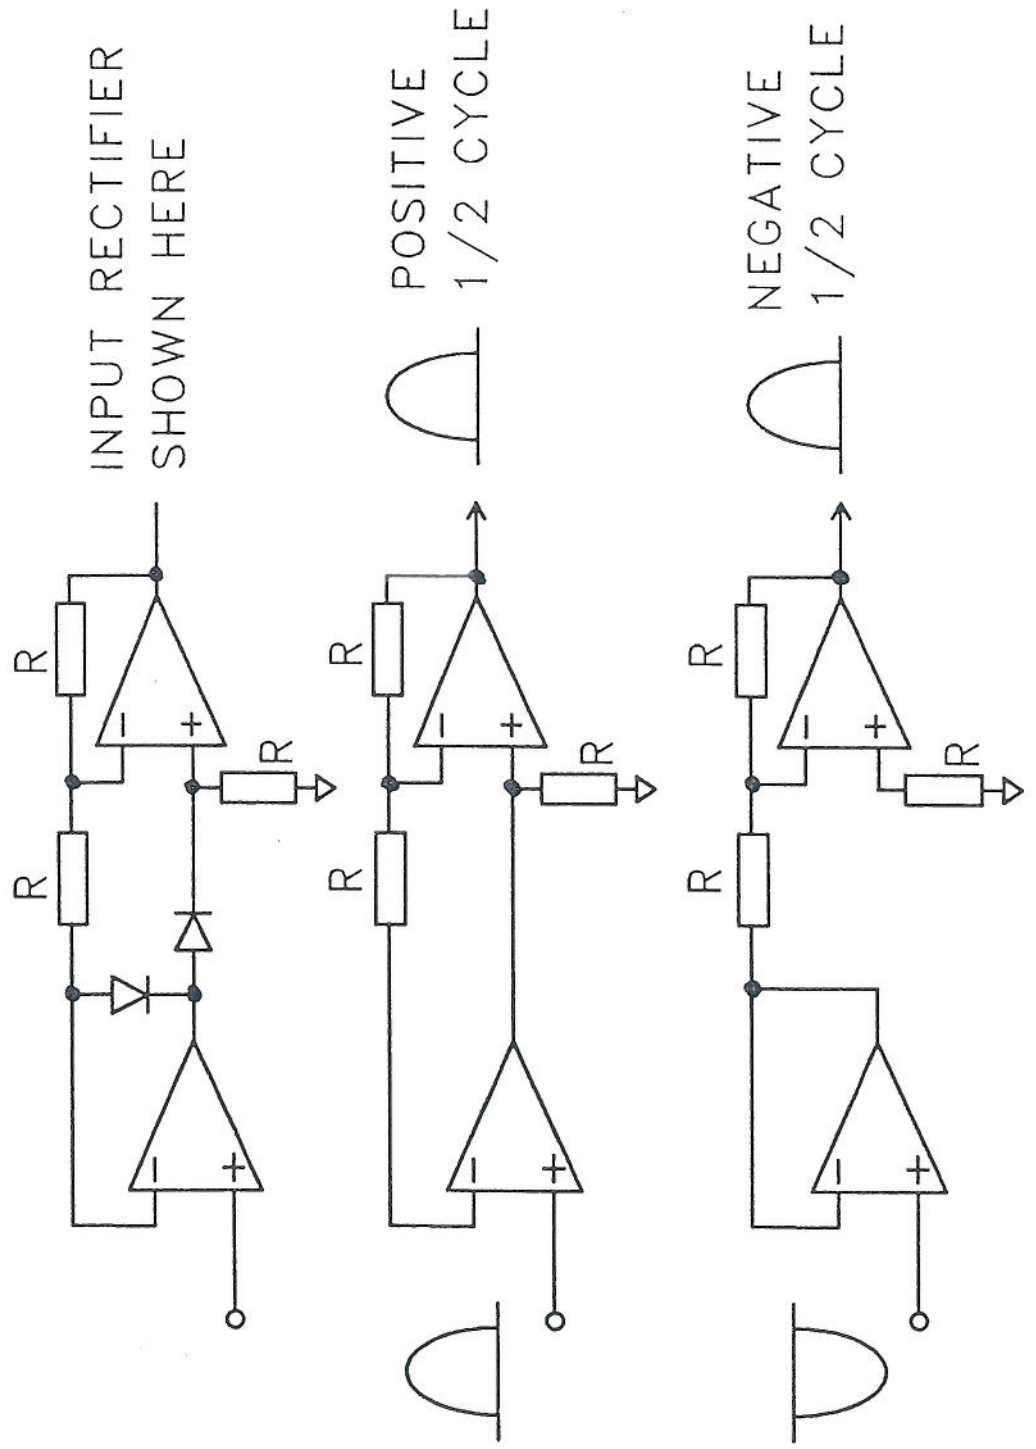 INPUT RECTIFIER
SHOWN HERE
R
R
R
-
+
-
+
POSITIVE
1/2 CYCLE
R
R
R
-
+
-
+
NEGATIVE
1/2 CYCLE
R
R
R
-
+
-
+